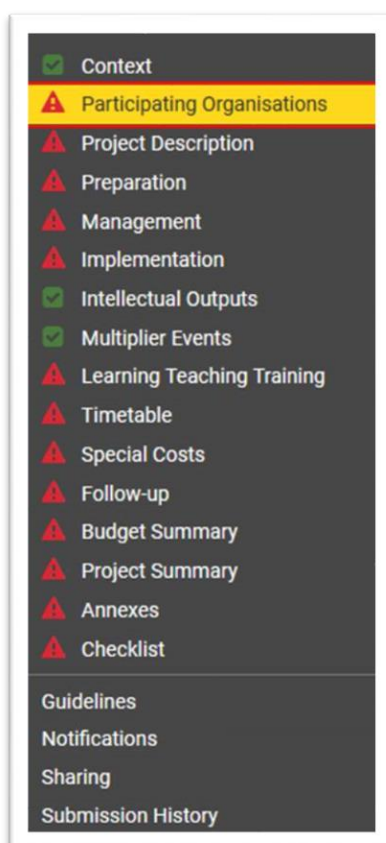 Context
Participating Organisations
Project Description
Preparation
Management
Implementation
Intellectual Outputs
Multiplier Events
Learning Teaching Training
Timetable
Special Costs
Follow-up
Budget Summary
Project Summary
Annexes
Checklist
Guidelines
Notifications
Sharing
Submission History